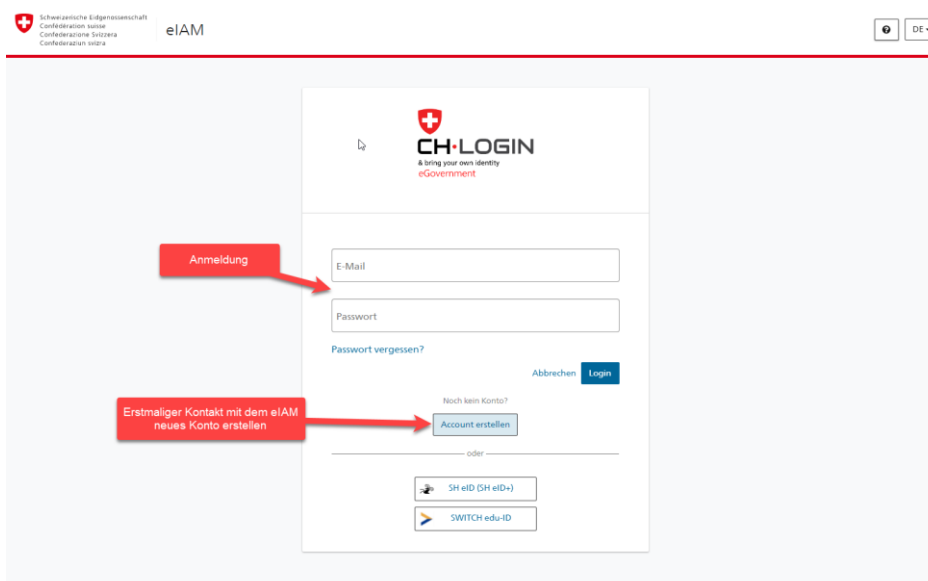 Schweizerische Eidgenossenschaft
Confédération suisse
Confederazione Svizzera
Confederaziun svizra
eIAM
DE
CH·LOGIN
& bring your own identity
eGovernment
Anmeldung
E-Mail
Passwort
Passwort vergessen?
Abbrechen Login
Noch kein Konto?
Erstmaliger Kontakt mit dem eIAM
neues Konto erstellen
Account erstellen
oder
SH eID (SH eID+)
SWITCH edu-ID